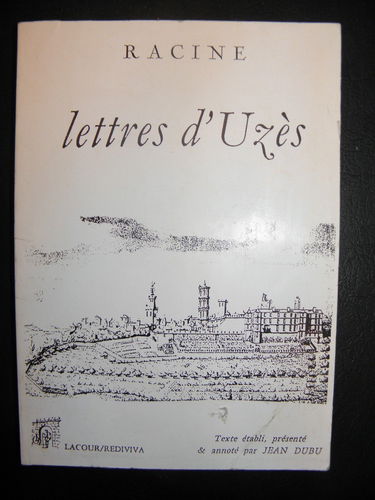 RACINE
lettres d'Uzès
LACOUR/REDIVIVA
Texte établi, présenté
& annoté par JEAN DUBU